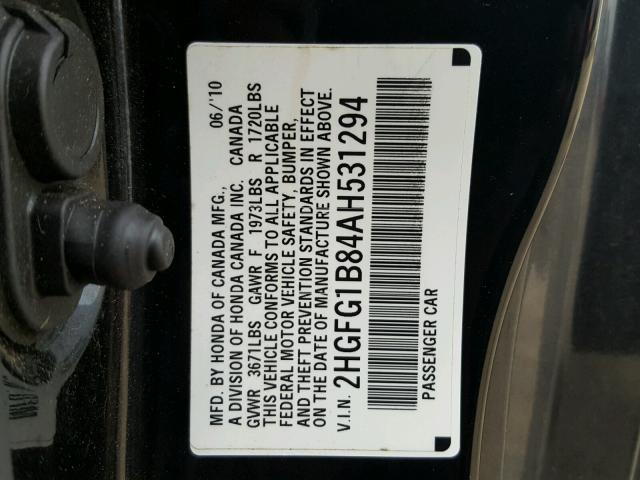 MFD. BY HONDA OF CANADA MFG., 06/'10
A DIVISION OF HONDA CANADA INC. CANADA
GVWR 3671LBS GAWR F 1973LBS R 1720LBS
THIS VEHICLE CONFORMS TO ALL APPLICABLE
FEDERAL MOTOR VEHICLE SAFETY, BUMPER,
AND THEFT PREVENTION STANDARDS IN EFFECT
ON THE DATE OF MANUFACTURE SHOWN ABOVE.
V.I.N. 2HGFG1B84AH531294
PASSENGER CAR